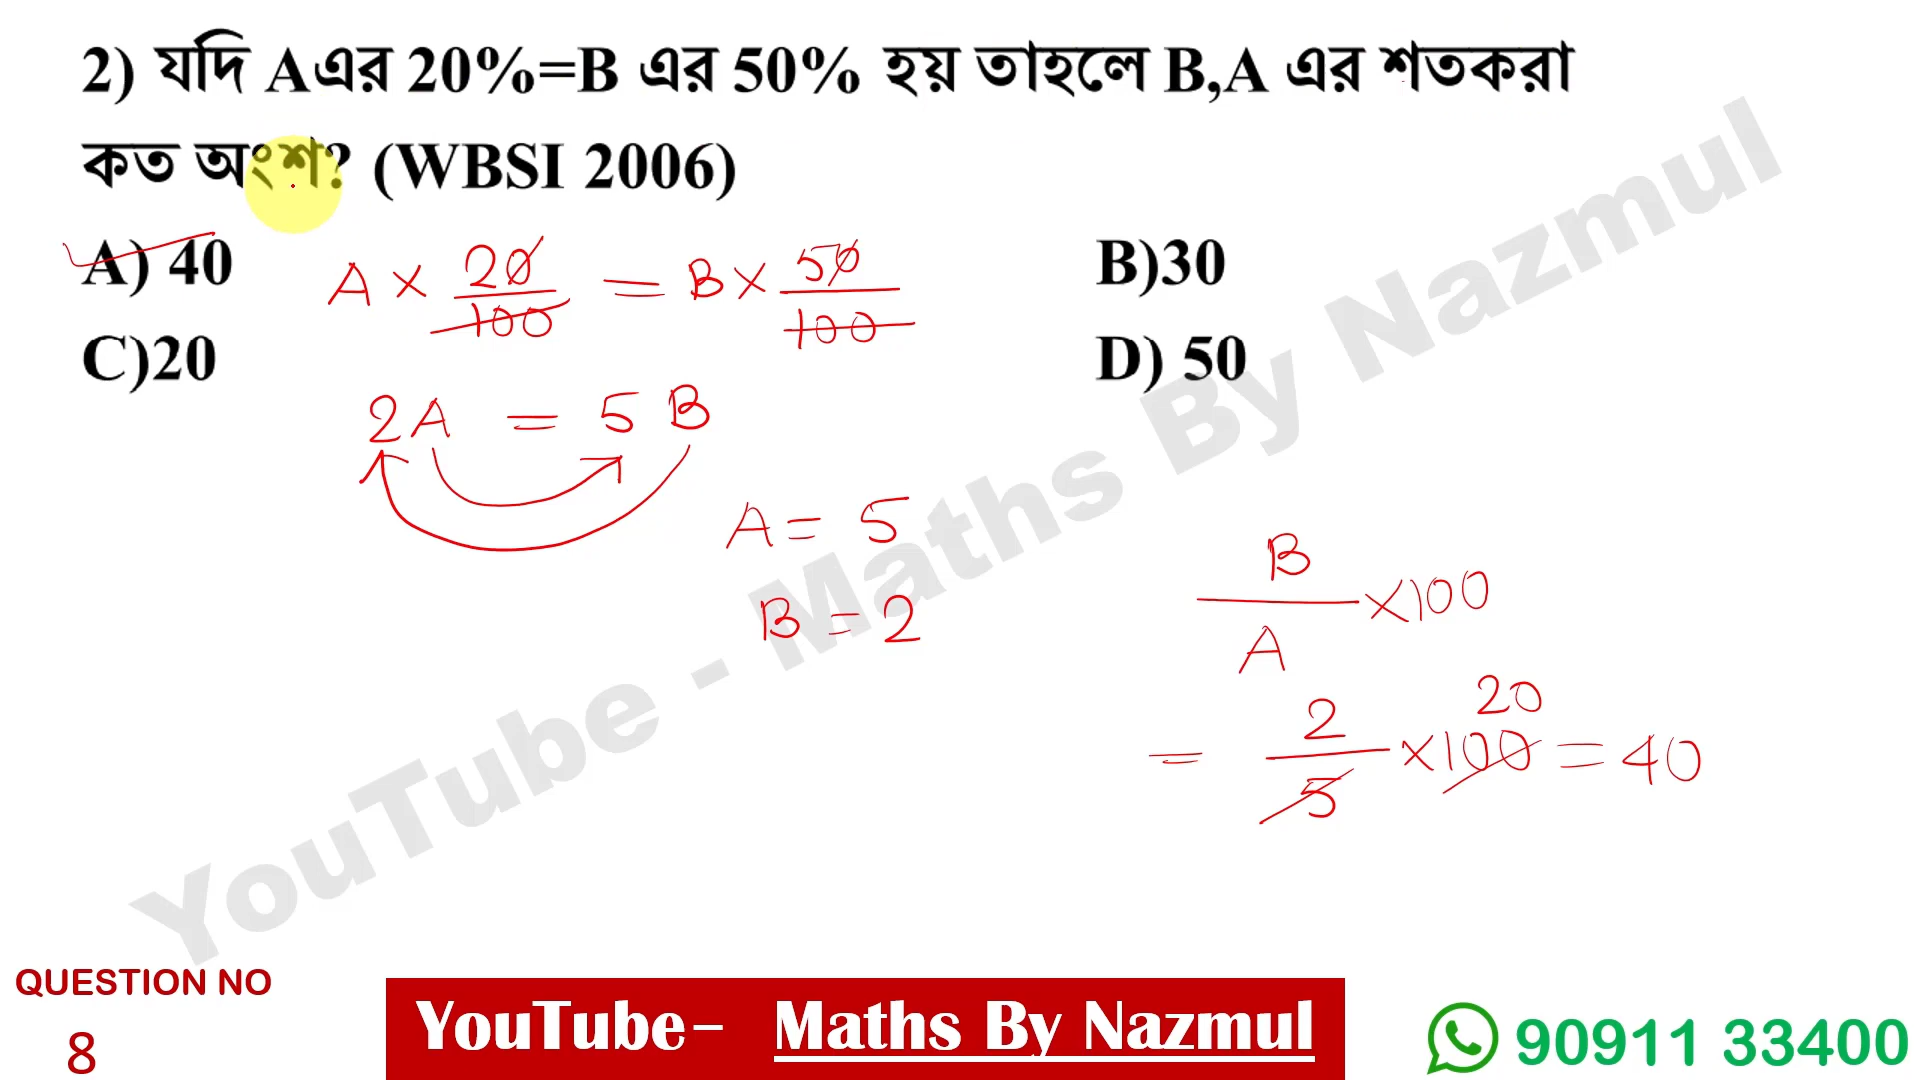 2) যদি Aএর 20%=B এর 50% হয় তাহলে B,A এর শতকরা
কত অংশ? (WBSI 2006)
A) 40
B)30
C)20
D) 50
A × 20/100 = B × 50/100
2A = 5 B
A = 5
B = 2
B/A ×100
20
= 2/5 ×100 = 40
YouTube - Maths By Nazmul
QUESTION NO
8
YouTube– Maths By Nazmul
90911 33400